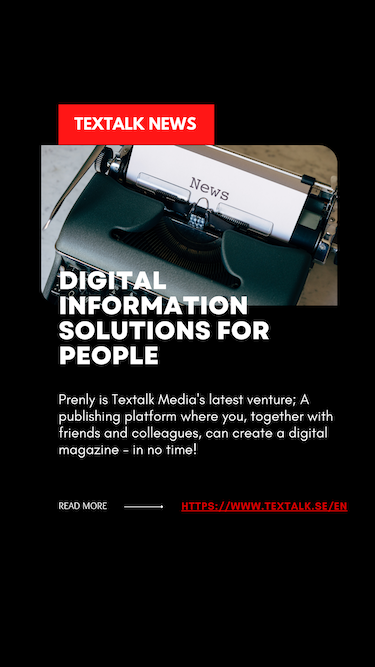 TEXTALK NEWS
News
DIGITAL
INFORMATION
SOLUTIONS FOR
PEOPLE
Prenly is Textalk Media's latest venture; A
publishing platform where you, together with
friends and colleagues, can create a digital
magazine - in no time!
READ MORE
HTTPS://WWW.TEXTALK.SE/EN